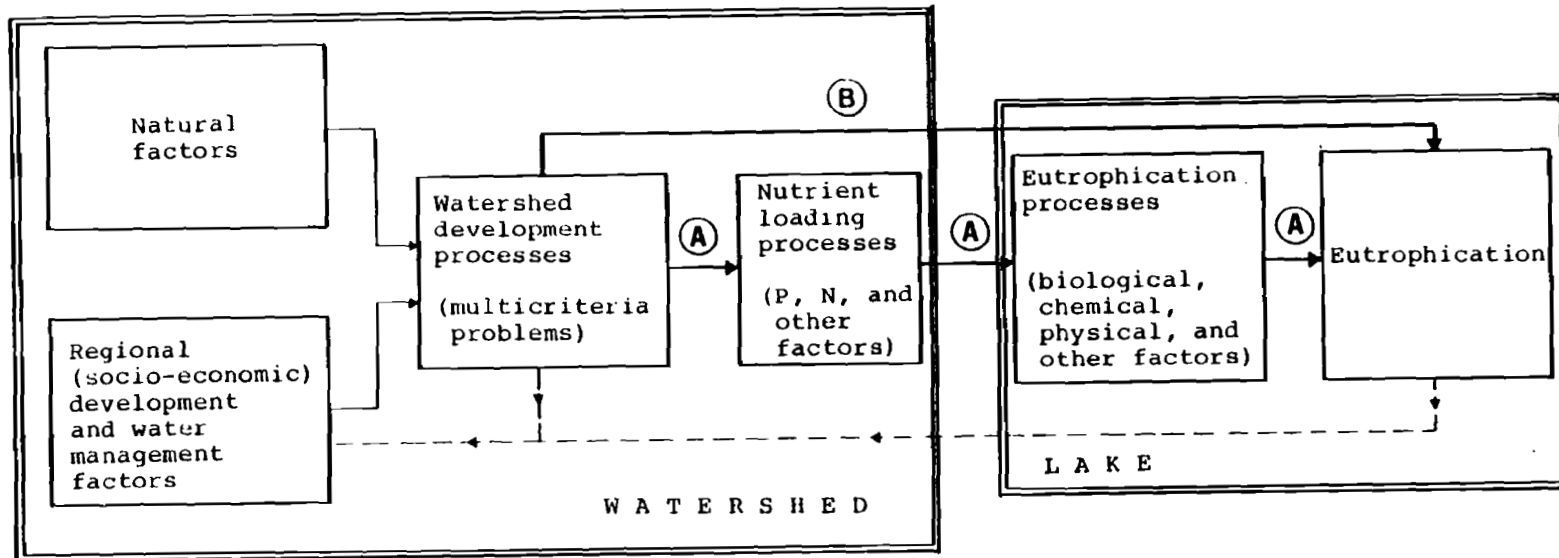 Natural
factors
Regional
(socio-economic)
development
and water
management
factors
Watershed
development
processes
(multicriteria
problems)
A
Nutrient
loading
processes
(P, N, and
other
factors)
B
A
Eutrophication
processes
(biological,
chemical,
physical, and
other factors)
A
Eutrophication
WATERSHED
LAKE